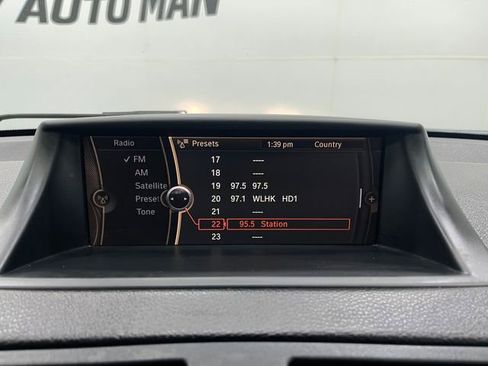 AUTO MAN
Radio
Presets
1:39 pm
Country
✓ FM
AM
Satellite
Preset
Tone
17 ----
18 ----
19 97.5 97.5
20 97.1 WLHK HD1
21 ----
22 95.5 Station
23 ----